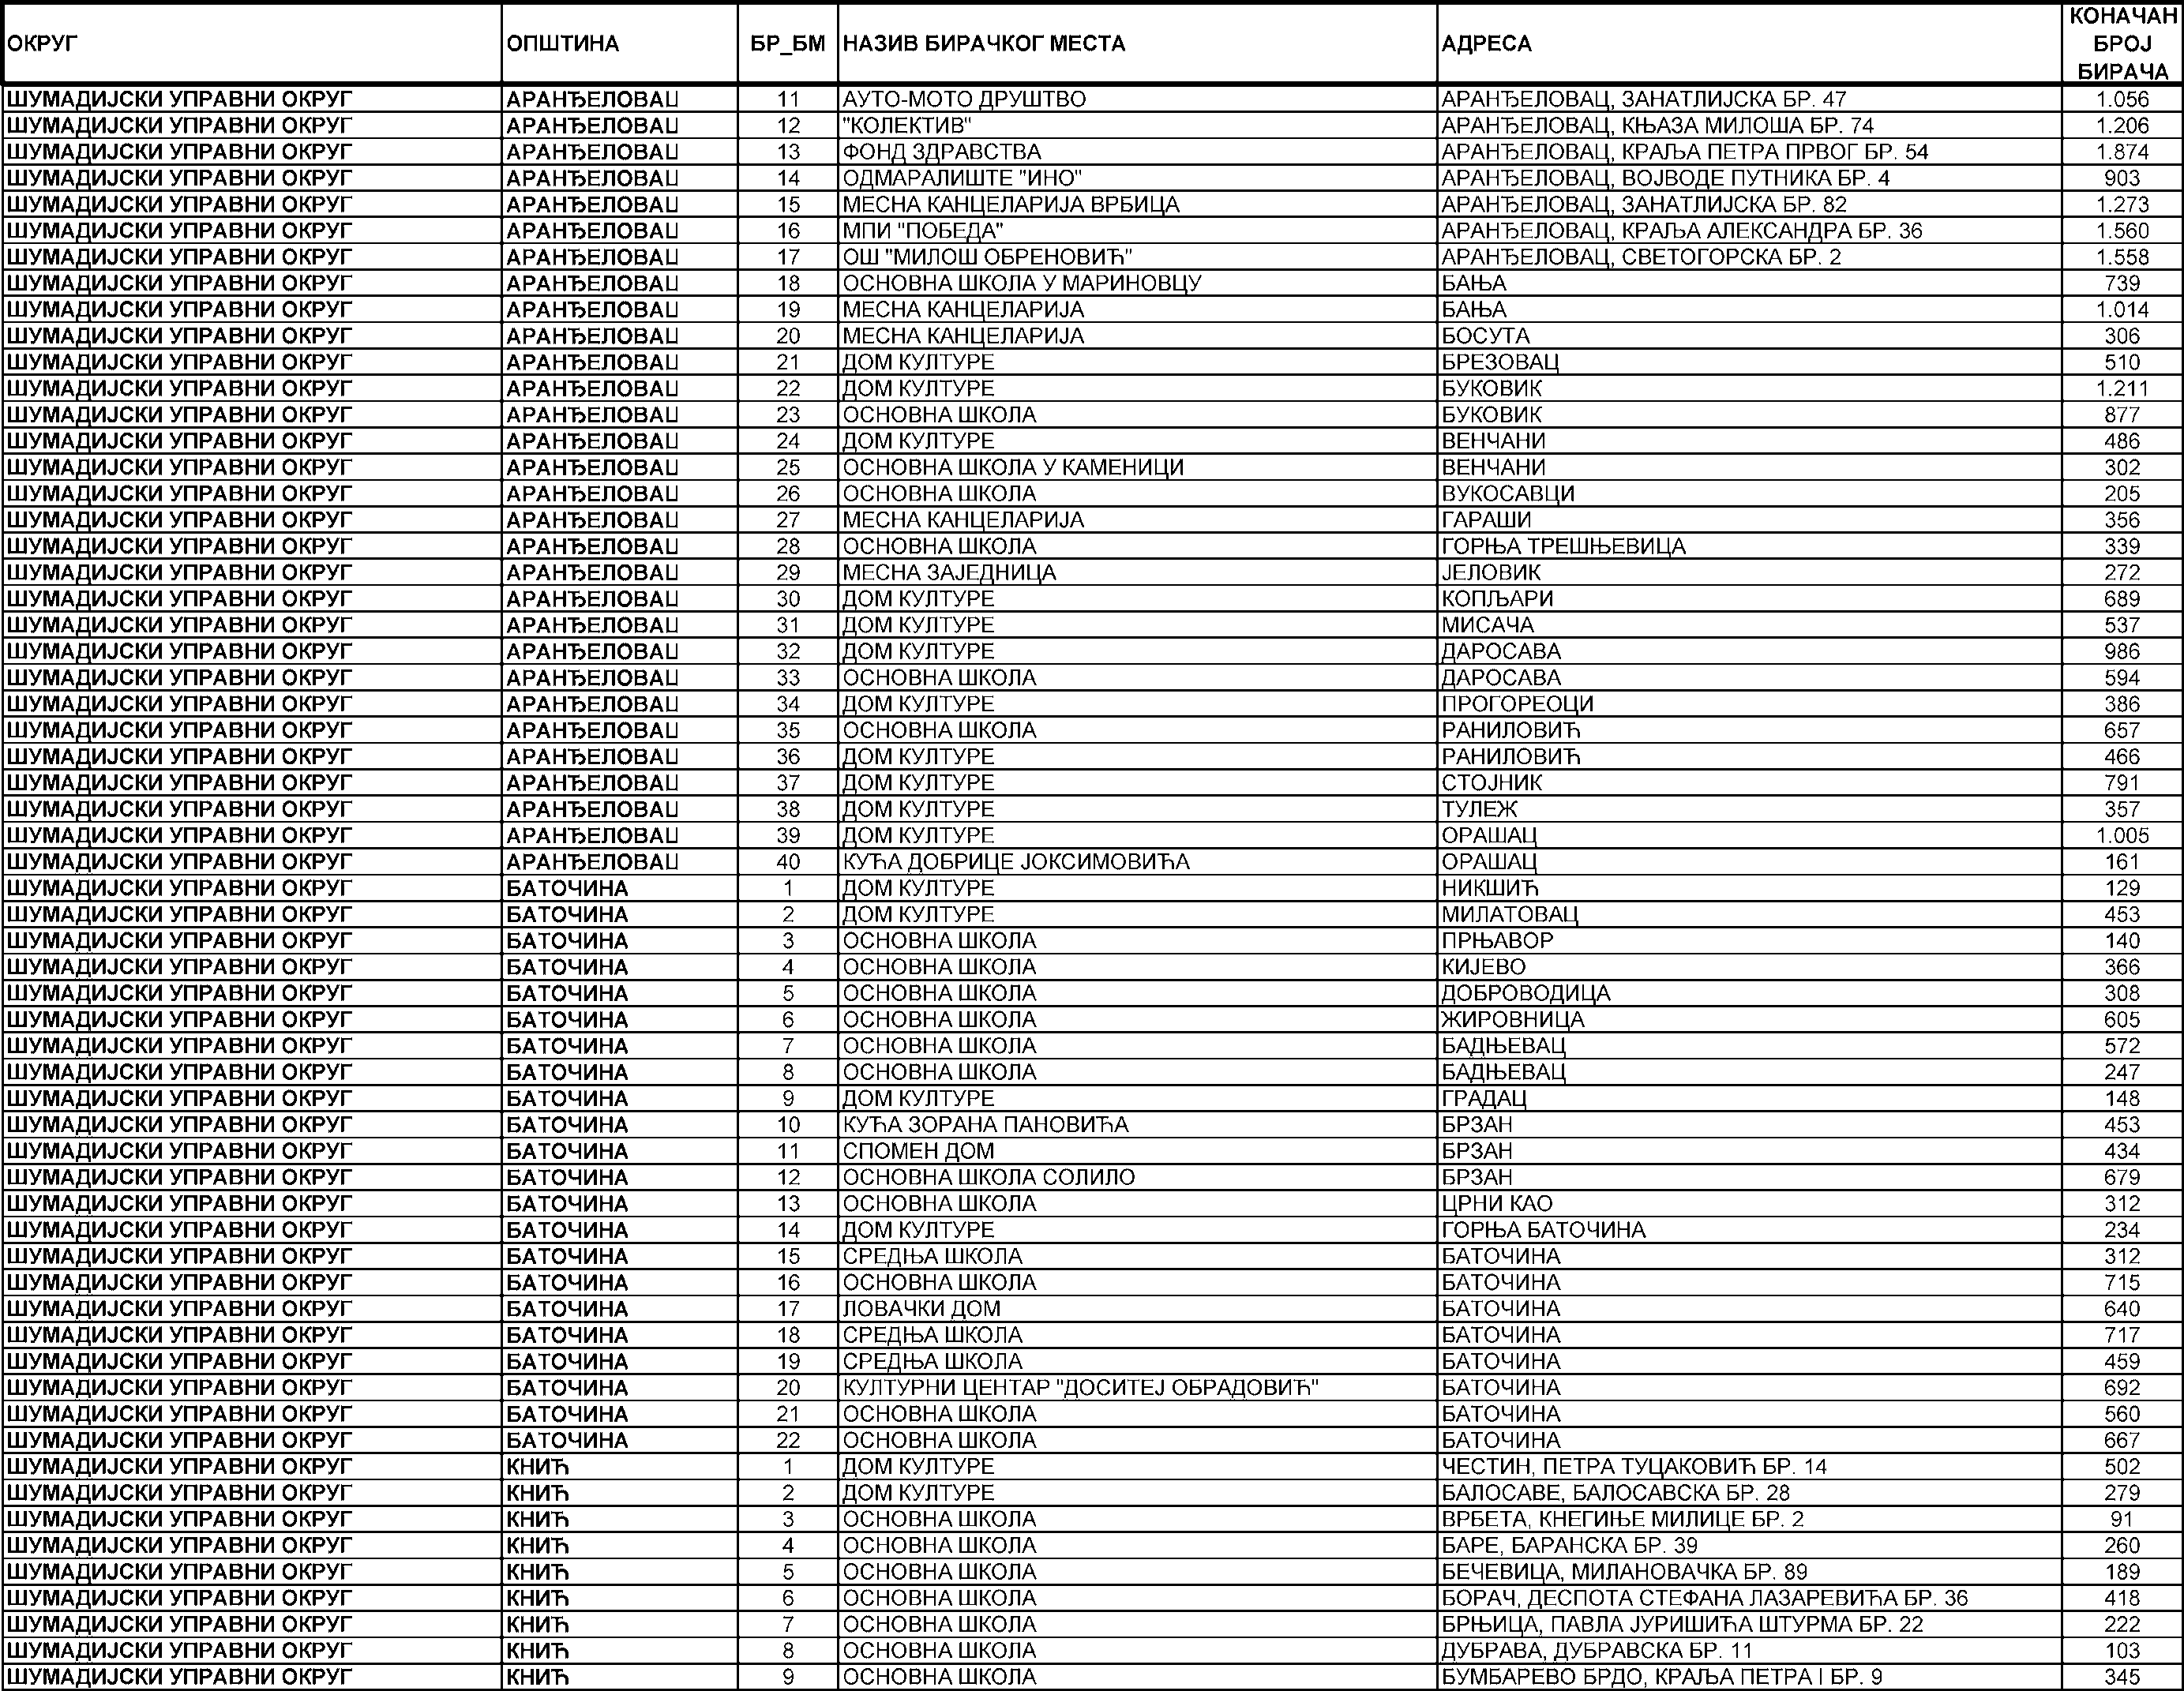 ОКРУГ ОПШТИНА БР_БМ НАЗИВ БИРАЧКОГ МЕСТА АДРЕСА КОНАЧАН БРОЈ БИРАЧА
ШУМАДИЈСКИ УПРАВНИ ОКРУГ АРАНЂЕЛОВАЦ 11 АУТО-МОТО ДРУШТВО АРАНЂЕЛОВАЦ, ЗАНАТЛИЈСКА БР. 47 1.056
ШУМАДИЈСКИ УПРАВНИ ОКРУГ АРАНЂЕЛОВАЦ 12 "КОЛЕКТИВ" АРАНЂЕЛОВАЦ, КЊАЗА МИЛОША БР. 74 1.206
ШУМАДИЈСКИ УПРАВНИ ОКРУГ АРАНЂЕЛОВАЦ 13 ФОНД ЗДРАВСТВА АРАНЂЕЛОВАЦ, КРАЉА ПЕТРА ПРВОГ БР. 54 1.874
ШУМАДИЈСКИ УПРАВНИ ОКРУГ АРАНЂЕЛОВАЦ 14 ОДМАРАЛИШТЕ "ИНО" АРАНЂЕЛОВАЦ, ВОЈВОДЕ ПУТНИКА БР. 4 903
ШУМАДИЈСКИ УПРАВНИ ОКРУГ АРАНЂЕЛОВАЦ 15 МЕСНА КАНЦЕЛАРИЈА ВРБИЦА АРАНЂЕЛОВАЦ, ЗАНАТЛИЈСКА БР. 82 1.273
ШУМАДИЈСКИ УПРАВНИ ОКРУГ АРАНЂЕЛОВАЦ 16 МПИ "ПОБЕДА" АРАНЂЕЛОВАЦ, КРАЉА АЛЕКСАНДРА БР. 36 1.560
ШУМАДИЈСКИ УПРАВНИ ОКРУГ АРАНЂЕЛОВАЦ 17 ОШ "МИЛОШ ОБРЕНОВИЋ" АРАНЂЕЛОВАЦ, СВЕТОГОРСКА БР. 2 1.558
ШУМАДИЈСКИ УПРАВНИ ОКРУГ АРАНЂЕЛОВАЦ 18 ОСНОВНА ШКОЛА У МАРИНОВЦУ БАЊА 739
ШУМАДИЈСКИ УПРАВНИ ОКРУГ АРАНЂЕЛОВАЦ 19 МЕСНА КАНЦЕЛАРИЈА БАЊА 1.014
ШУМАДИЈСКИ УПРАВНИ ОКРУГ АРАНЂЕЛОВАЦ 20 МЕСНА КАНЦЕЛАРИЈА БОСУТА 306
ШУМАДИЈСКИ УПРАВНИ ОКРУГ АРАНЂЕЛОВАЦ 21 ДОМ КУЛТУРЕ БРЕЗОВАЦ 510
ШУМАДИЈСКИ УПРАВНИ ОКРУГ АРАНЂЕЛОВАЦ 22 ДОМ КУЛТУРЕ БУКОВИК 1.211
ШУМАДИЈСКИ УПРАВНИ ОКРУГ АРАНЂЕЛОВАЦ 23 ОСНОВНА ШКОЛА БУКОВИК 877
ШУМАДИЈСКИ УПРАВНИ ОКРУГ АРАНЂЕЛОВАЦ 24 ДОМ КУЛТУРЕ ВЕНЧАНИ 486
ШУМАДИЈСКИ УПРАВНИ ОКРУГ АРАНЂЕЛОВАЦ 25 ОСНОВНА ШКОЛА У КАМЕНИЦИ ВЕНЧАНИ 302
ШУМАДИЈСКИ УПРАВНИ ОКРУГ АРАНЂЕЛОВАЦ 26 ОСНОВНА ШКОЛА ВУКОСАВЦИ 205
ШУМАДИЈСКИ УПРАВНИ ОКРУГ АРАНЂЕЛОВАЦ 27 МЕСНА КАНЦЕЛАРИЈА ГАРАШИ 356
ШУМАДИЈСКИ УПРАВНИ ОКРУГ АРАНЂЕЛОВАЦ 28 ОСНОВНА ШКОЛА ГОРЊА ТРЕШЊЕВИЦА 339
ШУМАДИЈСКИ УПРАВНИ ОКРУГ АРАНЂЕЛОВАЦ 29 МЕСНА ЗАЈЕДНИЦА ЈЕЛОВИК 272
ШУМАДИЈСКИ УПРАВНИ ОКРУГ АРАНЂЕЛОВАЦ 30 ДОМ КУЛТУРЕ КОПЉАРИ 689
ШУМАДИЈСКИ УПРАВНИ ОКРУГ АРАНЂЕЛОВАЦ 31 ДОМ КУЛТУРЕ МИСАЧА 537
ШУМАДИЈСКИ УПРАВНИ ОКРУГ АРАНЂЕЛОВАЦ 32 ДОМ КУЛТУРЕ ДАРОСАВА 986
ШУМАДИЈСКИ УПРАВНИ ОКРУГ АРАНЂЕЛОВАЦ 33 ОСНОВНА ШКОЛА ДАРОСАВА 594
ШУМАДИЈСКИ УПРАВНИ ОКРУГ АРАНЂЕЛОВАЦ 34 ДОМ КУЛТУРЕ ПРОГОРЕОЦИ 386
ШУМАДИЈСКИ УПРАВНИ ОКРУГ АРАНЂЕЛОВАЦ 35 ОСНОВНА ШКОЛА РАНИЛОВИЋ 657
ШУМАДИЈСКИ УПРАВНИ ОКРУГ АРАНЂЕЛОВАЦ 36 ДОМ КУЛТУРЕ РАНИЛОВИЋ 466
ШУМАДИЈСКИ УПРАВНИ ОКРУГ АРАНЂЕЛОВАЦ 37 ДОМ КУЛТУРЕ СТОЈНИК 791
ШУМАДИЈСКИ УПРАВНИ ОКРУГ АРАНЂЕЛОВАЦ 38 ДОМ КУЛТУРЕ ТУЛЕЖ 357
ШУМАДИЈСКИ УПРАВНИ ОКРУГ АРАНЂЕЛОВАЦ 39 ДОМ КУЛТУРЕ ОРАШАЦ 1.005
ШУМАДИЈСКИ УПРАВНИ ОКРУГ АРАНЂЕЛОВАЦ 40 КУЋА ДОБРИЦЕ ЈОКСИМОВИЋА ОРАШАЦ 161
ШУМАДИЈСКИ УПРАВНИ ОКРУГ БАТОЧИНА 1 ДОМ КУЛТУРЕ НИКШИЋ 129
ШУМАДИЈСКИ УПРАВНИ ОКРУГ БАТОЧИНА 2 ДОМ КУЛТУРЕ МИЛАТОВАЦ 453
ШУМАДИЈСКИ УПРАВНИ ОКРУГ БАТОЧИНА 3 ОСНОВНА ШКОЛА ПРЊАВОР 140
ШУМАДИЈСКИ УПРАВНИ ОКРУГ БАТОЧИНА 4 ОСНОВНА ШКОЛА КИЈЕВО 366
ШУМАДИЈСКИ УПРАВНИ ОКРУГ БАТОЧИНА 5 ОСНОВНА ШКОЛА ДОБРОВОДИЦА 308
ШУМАДИЈСКИ УПРАВНИ ОКРУГ БАТОЧИНА 6 ОСНОВНА ШКОЛА ЖИРОВНИЦА 605
ШУМАДИЈСКИ УПРАВНИ ОКРУГ БАТОЧИНА 7 ОСНОВНА ШКОЛА БАДЊЕВАЦ 572
ШУМАДИЈСКИ УПРАВНИ ОКРУГ БАТОЧИНА 8 ОСНОВНА ШКОЛА БАДЊЕВАЦ 247
ШУМАДИЈСКИ УПРАВНИ ОКРУГ БАТОЧИНА 9 ДОМ КУЛТУРЕ ГРАДАЦ 148
ШУМАДИЈСКИ УПРАВНИ ОКРУГ БАТОЧИНА 10 КУЋА ЗОРАНА ПАНОВИЋА БРЗАН 453
ШУМАДИЈСКИ УПРАВНИ ОКРУГ БАТОЧИНА 11 СПОМЕН ДОМ БРЗАН 434
ШУМАДИЈСКИ УПРАВНИ ОКРУГ БАТОЧИНА 12 ОСНОВНА ШКОЛА СОЛИЛО БРЗАН 679
ШУМАДИЈСКИ УПРАВНИ ОКРУГ БАТОЧИНА 13 ОСНОВНА ШКОЛА ЦРНИ КАО 312
ШУМАДИЈСКИ УПРАВНИ ОКРУГ БАТОЧИНА 14 ДОМ КУЛТУРЕ ГОРЊА БАТОЧИНА 234
ШУМАДИЈСКИ УПРАВНИ ОКРУГ БАТОЧИНА 15 СРЕДЊА ШКОЛА БАТОЧИНА 312
ШУМАДИЈСКИ УПРАВНИ ОКРУГ БАТОЧИНА 16 ОСНОВНА ШКОЛА БАТОЧИНА 715
ШУМАДИЈСКИ УПРАВНИ ОКРУГ БАТОЧИНА 17 ЛОВАЧКИ ДОМ БАТОЧИНА 640
ШУМАДИЈСКИ УПРАВНИ ОКРУГ БАТОЧИНА 18 СРЕДЊА ШКОЛА БАТОЧИНА 717
ШУМАДИЈСКИ УПРАВНИ ОКРУГ БАТОЧИНА 19 СРЕДЊА ШКОЛА БАТОЧИНА 459
ШУМАДИЈСКИ УПРАВНИ ОКРУГ БАТОЧИНА 20 КУЛТУРНИ ЦЕНТАР "ДОСИТЕЈ ОБРАДОВИЋ" БАТОЧИНА 692
ШУМАДИЈСКИ УПРАВНИ ОКРУГ БАТОЧИНА 21 ОСНОВНА ШКОЛА БАТОЧИНА 560
ШУМАДИЈСКИ УПРАВНИ ОКРУГ БАТОЧИНА 22 ОСНОВНА ШКОЛА БАТОЧИНА 667
ШУМАДИЈСКИ УПРАВНИ ОКРУГ КНИЋ 1 ДОМ КУЛТУРЕ ЧЕСТИН, ПЕТРА ТУЦАКОВИЋ БР. 14 502
ШУМАДИЈСКИ УПРАВНИ ОКРУГ КНИЋ 2 ДОМ КУЛТУРЕ БАЛОСАВЕ, БАЛОСАВСКА БР. 28 279
ШУМАДИЈСКИ УПРАВНИ ОКРУГ КНИЋ 3 ОСНОВНА ШКОЛА ВРБЕТА, КНЕГИЊЕ МИЛИЦЕ БР. 2 91
ШУМАДИЈСКИ УПРАВНИ ОКРУГ КНИЋ 4 ОСНОВНА ШКОЛА БАРЕ, БАРАНСКА БР. 39 260
ШУМАДИЈСКИ УПРАВНИ ОКРУГ КНИЋ 5 ОСНОВНА ШКОЛА БЕЧЕВИЦА, МИЛАНОВАЧКА БР. 89 189
ШУМАДИЈСКИ УПРАВНИ ОКРУГ КНИЋ 6 ОСНОВНА ШКОЛА БОРАЧ, ДЕСПОТА СТЕФАНА ЛАЗАРЕВИЋА БР. 36 418
ШУМАДИЈСКИ УПРАВНИ ОКРУГ КНИЋ 7 ОСНОВНА ШКОЛА БРЊИЦА, ПАВЛА ЈУРИШИЋА ШТУРМА БР. 22 222
ШУМАДИЈСКИ УПРАВНИ ОКРУГ КНИЋ 8 ОСНОВНА ШКОЛА ДУБРАВА, ДУБРАВСКА БР. 11 103
ШУМАДИЈСКИ УПРАВНИ ОКРУГ КНИЋ 9 ОСНОВНА ШКОЛА БУМБАРЕВО БРДО, КРАЉА ПЕТРА I БР. 9 345